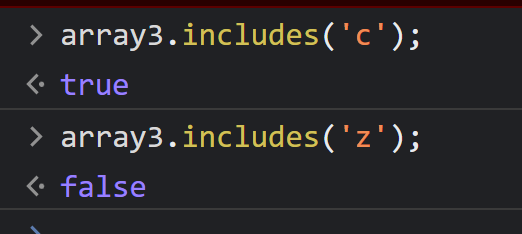 > array3.includes('c');
<· true
> array3.includes('z');
<· false
>